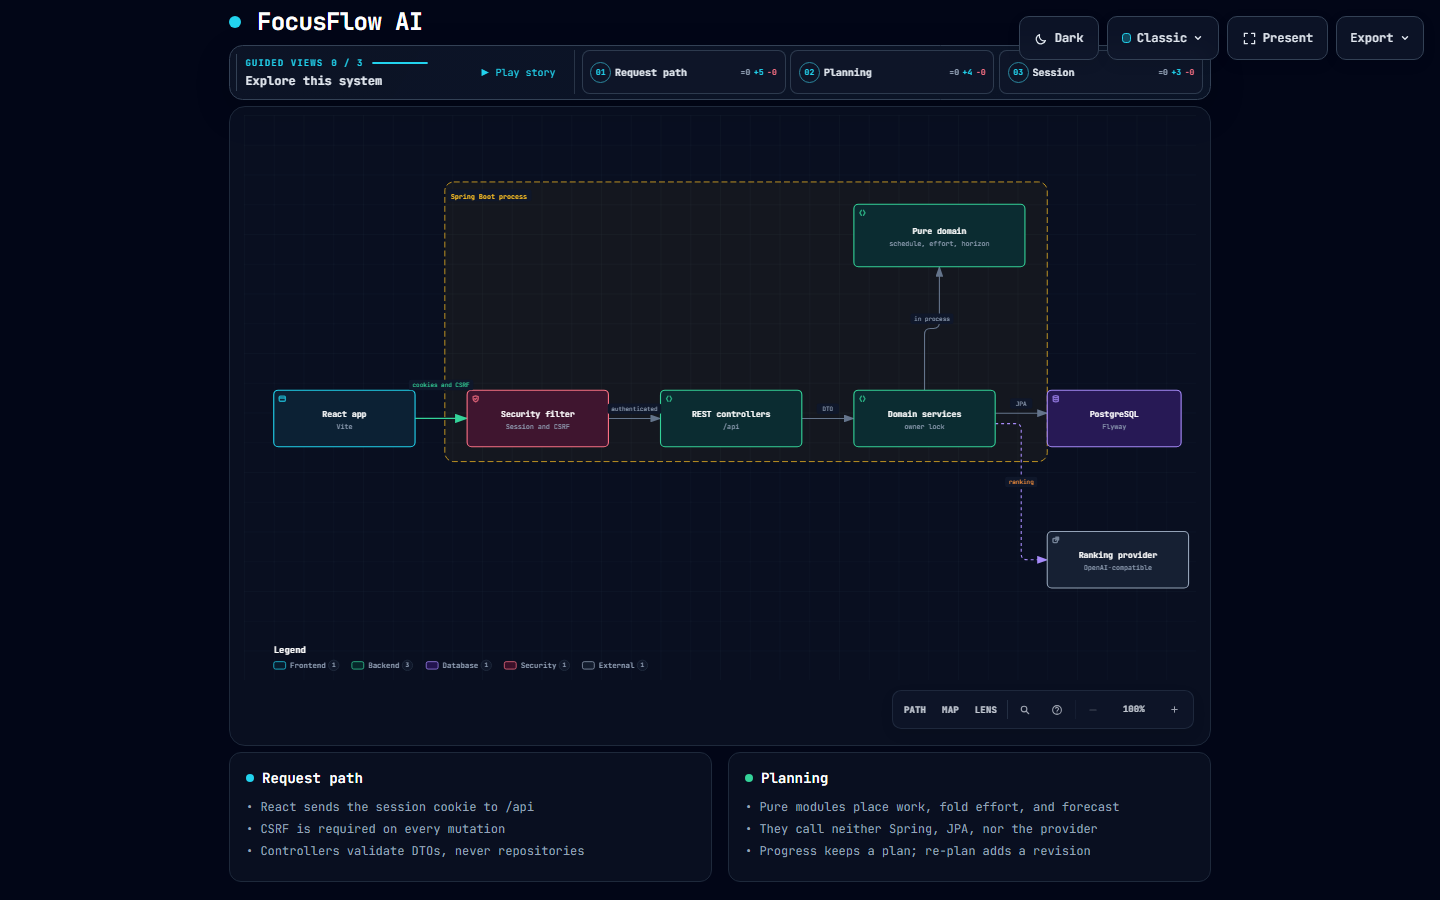 FocusFlow AI
Dark
Classic
Present
Export
GUIDED VIEWS 0 / 3
Explore this system
Play story
01 Request path =0 +5 -0
02 Planning =0 +4 -0
03 Session =0 +3 -0
Spring Boot process
Pure domain
schedule, effort, horizon
in process
cookies and CSRF
React app
Vite
Security filter
Session and CSRF
authenticated
REST controllers
/api
DTO
Domain services
owner lock
JPA
PostgreSQL
Flyway
ranking
Ranking provider
OpenAI-compatible
Legend
Frontend 1
Backend 3
Database 1
Security 1
External 1
PATH MAP LENS − 100% +
Request path
• React sends the session cookie to /api
• CSRF is required on every mutation
• Controllers validate DTOs, never repositories
Planning
• Pure modules place work, fold effort, and forecast
• They call neither Spring, JPA, nor the provider
• Progress keeps a plan; re-plan adds a revision